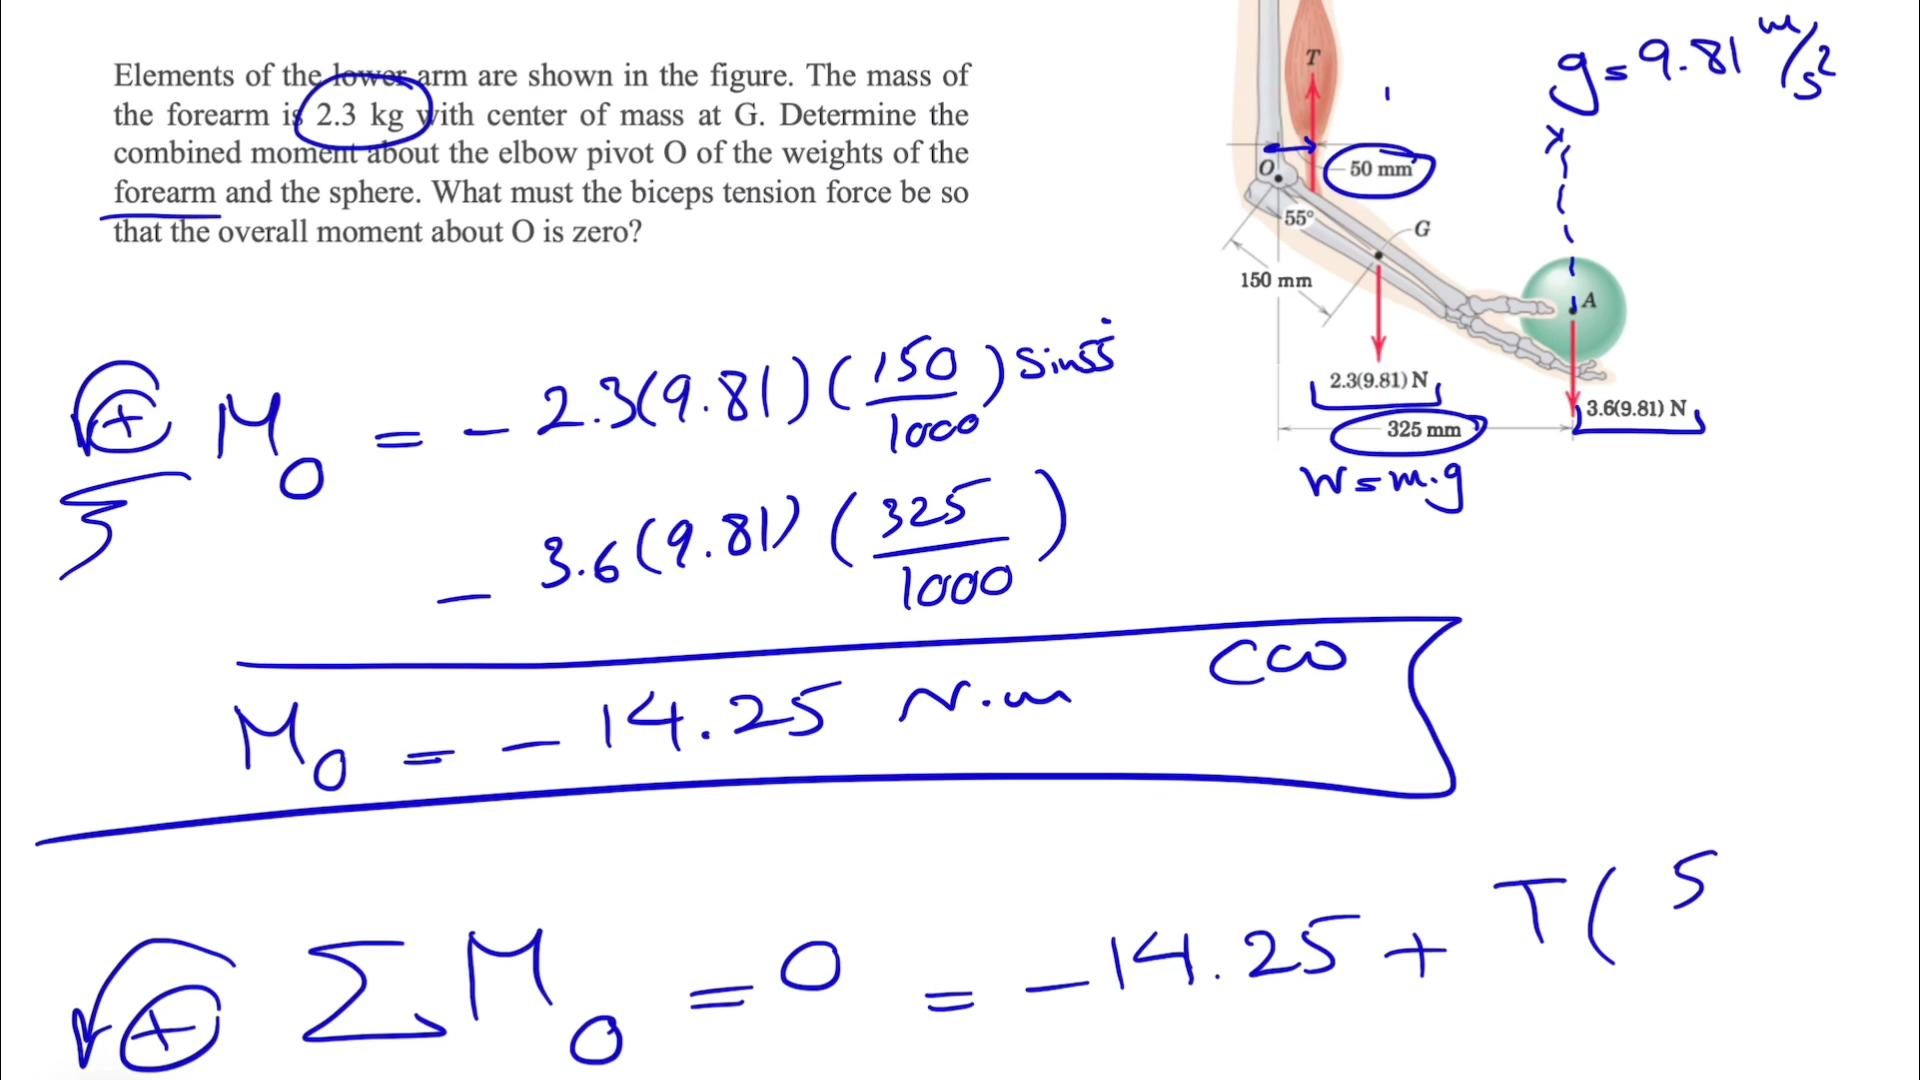 Elements of the lower arm are shown in the figure. The mass of
the forearm is 2.3 kg with center of mass at G. Determine the
combined moment about the elbow pivot O of the weights of the
forearm and the sphere. What must the biceps tension force be so
that the overall moment about O is zero?
T
g=9.81 m/s²
O
50 mm
55°
G
150 mm
A
2.3(9.81) N
3.6(9.81) N
325 mm
W=m.g
+ M_O = - 2.3(9.81)(150/1000) Sin55°
- 3.6(9.81)(325/1000)
M_O = - 14.25 N.m
+ ΣM_O = 0 = -14.25 + T( 5